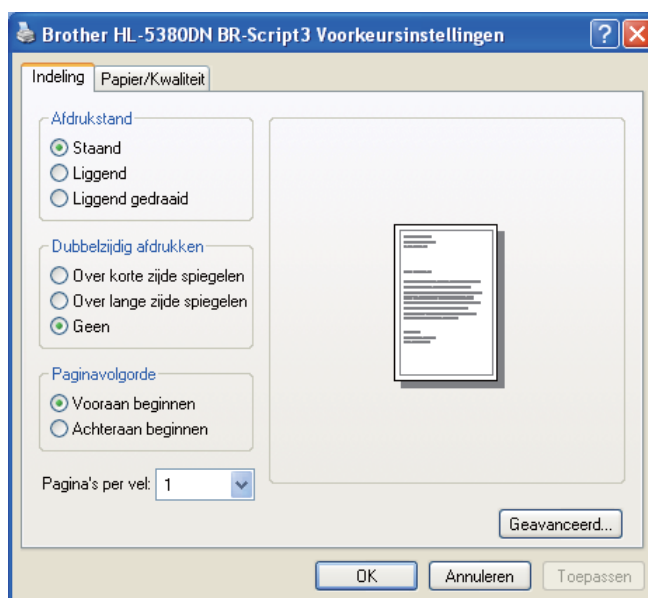 Brother HL-5380DN BR-Script3 Voorkeursinstellingen
Indeling
Papier/Kwaliteit
Afdrukstand
Staand
Liggend
Liggend gedraaid
Dubbelzijdig afdrukken
Over korte zijde spiegelen
Over lange zijde spiegelen
Geen
Paginavolgorde
Vooraan beginnen
Achteraan beginnen
Pagina's per vel: 1
Geavanceerd...
OK
Annuleren
Toepassen